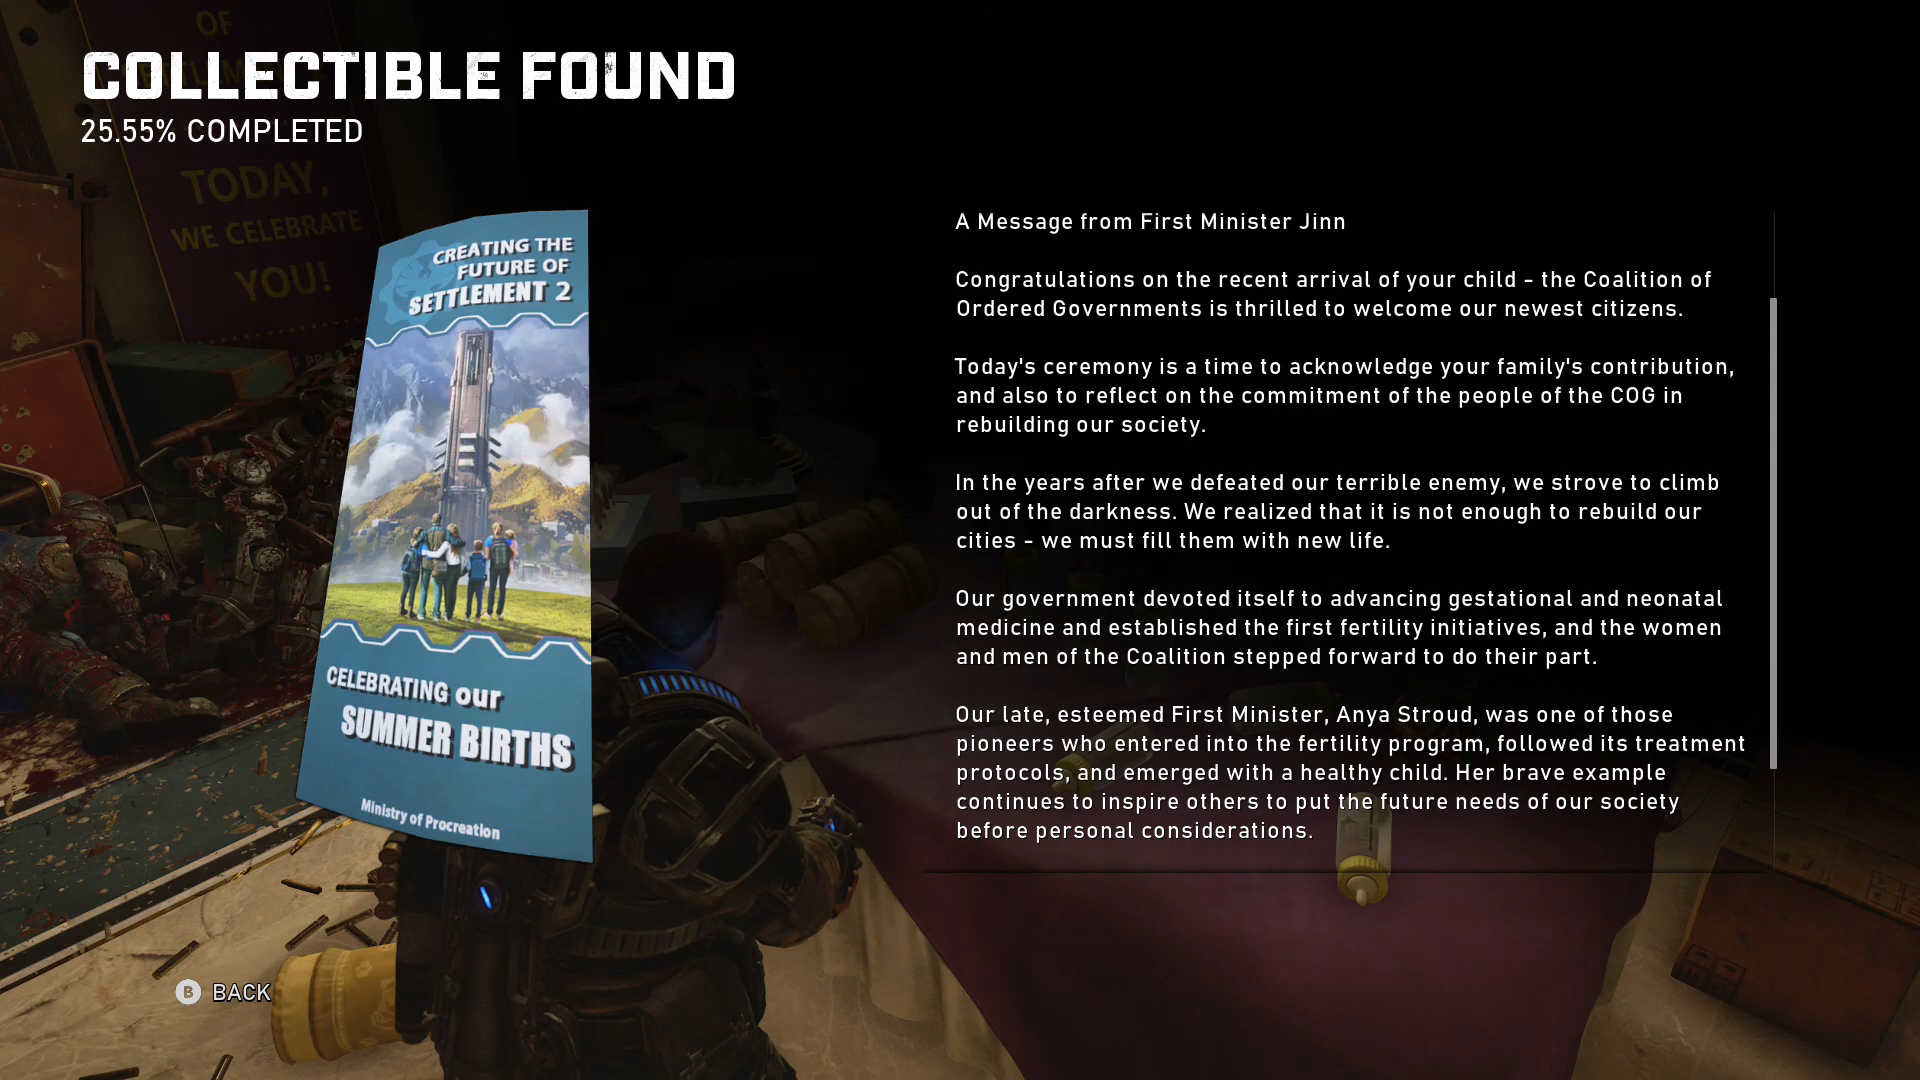 OF
COLLECTIBLE FOUND
25.55% COMPLETED
TODAY,
WE CELEBRATE
YOU!
CREATING THE
FUTURE OF
SETTLEMENT 2
CELEBRATING our
SUMMER BIRTHS
Ministry of Procreation
A Message from First Minister Jinn
Congratulations on the recent arrival of your child - the Coalition of
Ordered Governments is thrilled to welcome our newest citizens.
Today's ceremony is a time to acknowledge your family's contribution,
and also to reflect on the commitment of the people of the COG in
rebuilding our society.
In the years after we defeated our terrible enemy, we strove to climb
out of the darkness. We realized that it is not enough to rebuild our
cities - we must fill them with new life.
Our government devoted itself to advancing gestational and neonatal
medicine and established the first fertility initiatives, and the women
and men of the Coalition stepped forward to do their part.
Our late, esteemed First Minister, Anya Stroud, was one of those
pioneers who entered into the fertility program, followed its treatment
protocols, and emerged with a healthy child. Her brave example
continues to inspire others to put the future needs of our society
before personal considerations.
B BACK